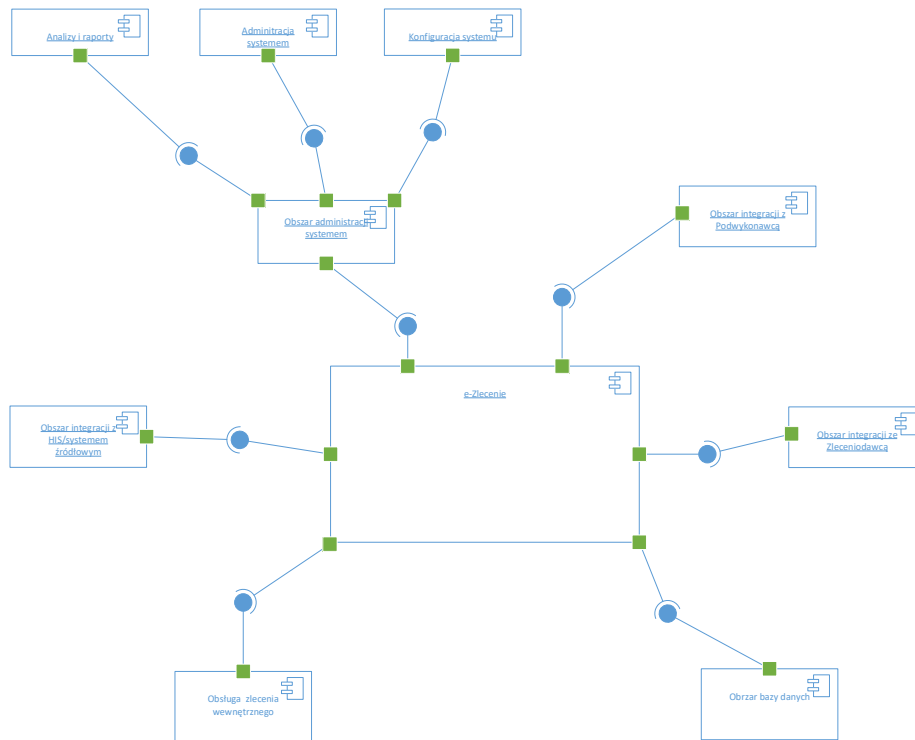 Analizy i raporty
Adminitracja
systemem
Konfiguracja systemu
Obszar administracji
systemem
Obszar integracji z
Podwykonawcą
e-Zlecenie
Obszar integracji z
HIS/systemem
źródłowym
Obszar integracji ze
Zleceniodawcą
Obsługa zlecenia
wewnętrznego
Obrzar bazy danych